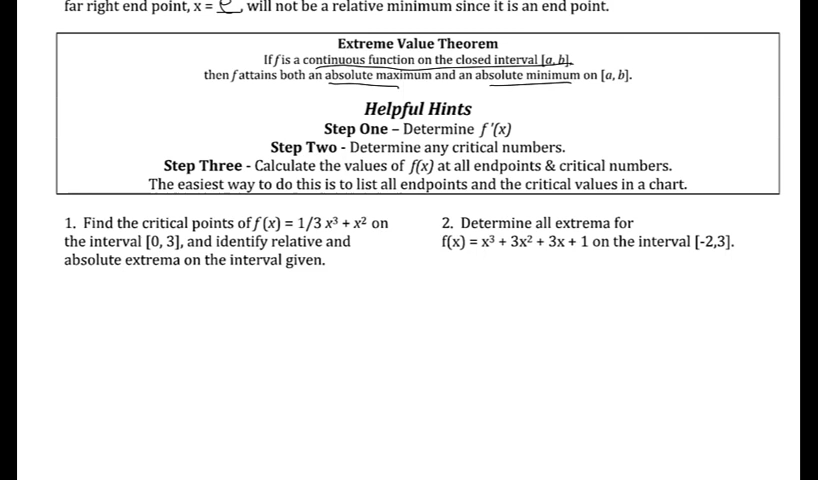 far right end point, x = e, will not be a relative minimum since it is an end point.
Extreme Value Theorem
If f is a continuous function on the closed interval [a, b],
then f attains both an absolute maximum and an absolute minimum on [a, b].
Helpful Hints
Step One – Determine f '(x)
Step Two - Determine any critical numbers.
Step Three - Calculate the values of f(x) at all endpoints & critical numbers.
The easiest way to do this is to list all endpoints and the critical values in a chart.
1. Find the critical points of f (x) = 1/3 x³ + x² on
the interval [0, 3], and identify relative and
absolute extrema on the interval given.
2. Determine all extrema for
f(x) = x³ + 3x² + 3x + 1 on the interval [-2,3].